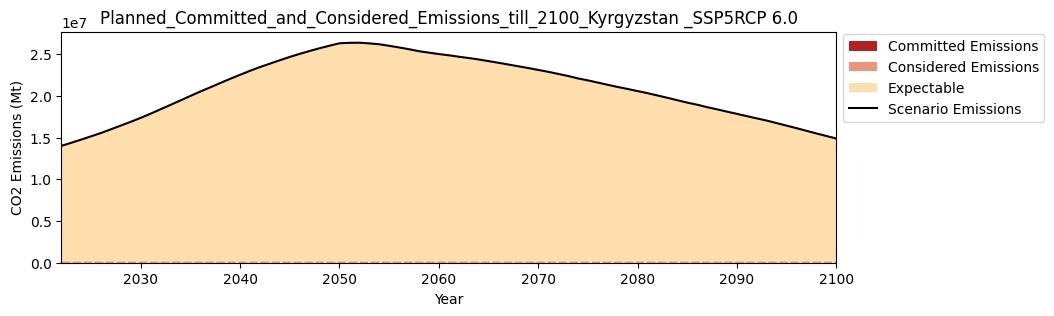 Planned_Committed_and_Considered_Emissions_till_2100_Kyrgyzstan _SSP5RCP 6.0
1e7
2.5
2.0
1.5
1.0
0.5
0.0
CO2 Emissions (Mt)
2030 2040 2050 2060 2070 2080 2090 2100
Year
Committed Emissions
Considered Emissions
Expectable
Scenario Emissions